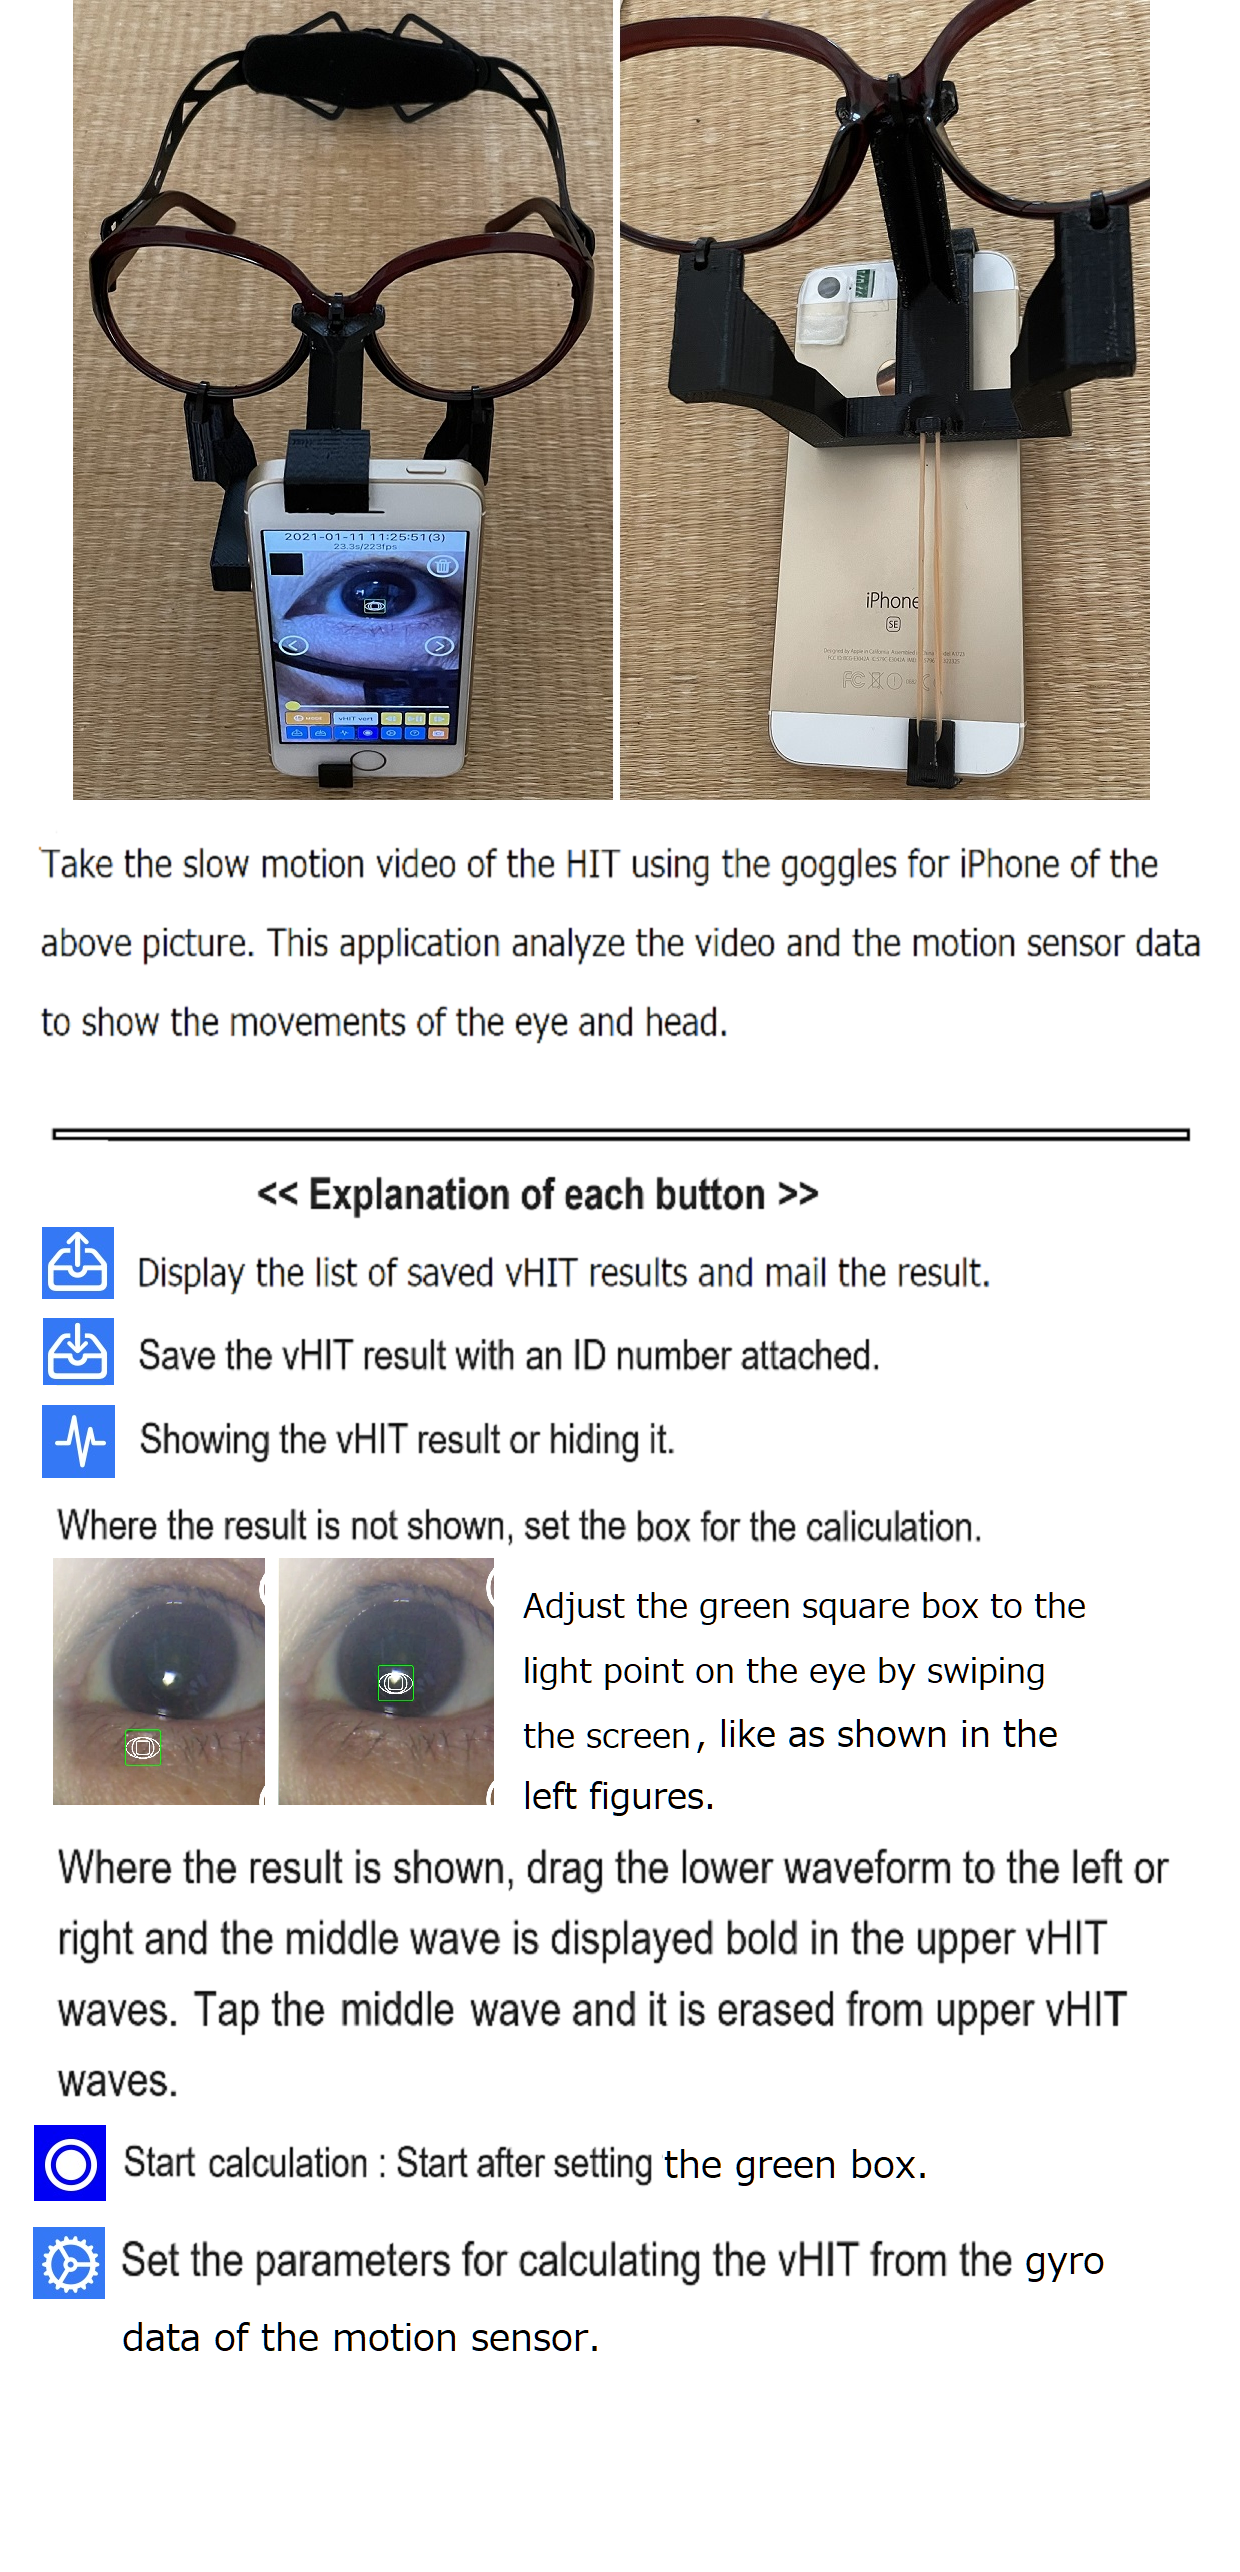 2021-01-11 11:25:51(3)
23.3s/223fps
MODE
vHIT vert
iPhone
SE
Designed by Apple in California Assembled
Take the slow motion video of the HIT using the goggles for iPhone of the
above picture. This application analyze the video and the motion sensor data
to show the movements of the eye and head.
<< Explanation of each button >>
Display the list of saved vHIT results and mail the result.
Save the vHIT result with an ID number attached.
Showing the vHIT result or hiding it.
Where the result is not shown, set the box for the caliculation.
Adjust the green square box to the
light point on the eye by swiping
the screen, like as shown in the
left figures.
Where the result is shown, drag the lower waveform to the left or
right and the middle wave is displayed bold in the upper vHIT
waves. Tap the middle wave and it is erased from upper vHIT
waves.
Start calculation : Start after setting the green box.
Set the parameters for calculating the vHIT from the gyro
data of the motion sensor.